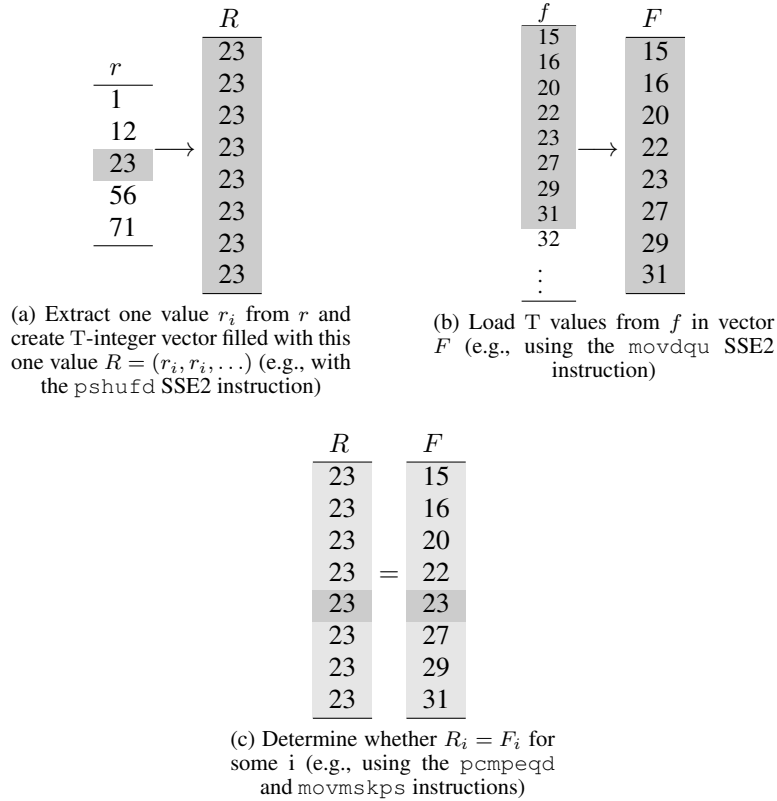 r
1
12
23
56
71
→
R
23
23
23
23
23
23
23
23
(a) Extract one value r_i from r and
create T-integer vector filled with this
one value R = (r_i, r_i, . . .) (e.g., with
the pshufd SSE2 instruction)
f
15
16
20
22
23
27
29
31
32
⋮
→
F
15
16
20
22
23
27
29
31
(b) Load T values from f in vector
F (e.g., using the movdqu SSE2
instruction)
R F
23 15
23 16
23 20
23 = 22
23 23
23 27
23 29
23 31
(c) Determine whether R_i = F_i for
some i (e.g., using the pcmpeqd
and movmskps instructions)